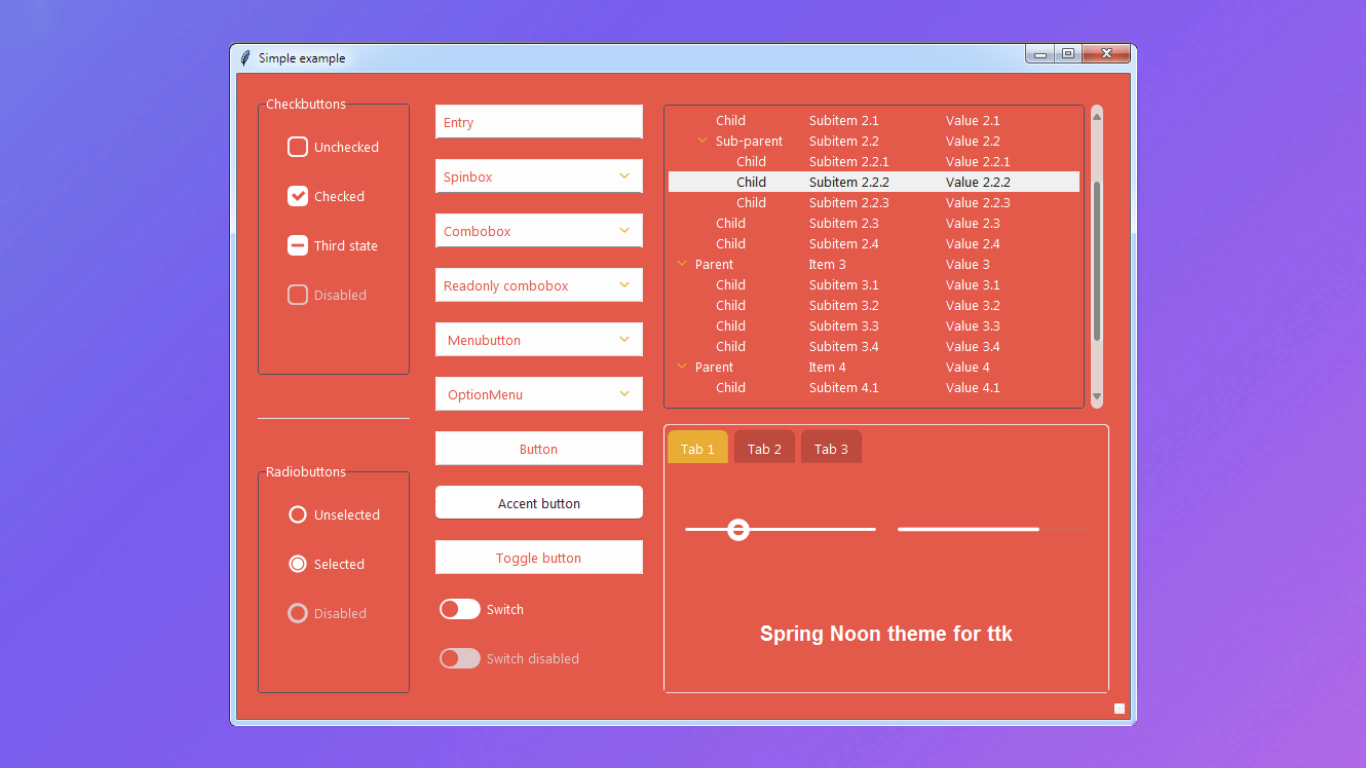 Simple example
Checkbuttons
Unchecked
Checked
Third state
Disabled
Radiobuttons
Unselected
Selected
Disabled
Entry
Spinbox
Combobox
Readonly combobox
Menubutton
OptionMenu
Button
Accent button
Toggle button
Switch
Switch disabled
Child Subitem 2.1 Value 2.1
Sub-parent Subitem 2.2 Value 2.2
Child Subitem 2.2.1 Value 2.2.1
Child Subitem 2.2.2 Value 2.2.2
Child Subitem 2.2.3 Value 2.2.3
Child Subitem 2.3 Value 2.3
Child Subitem 2.4 Value 2.4
Parent Item 3 Value 3
Child Subitem 3.1 Value 3.1
Child Subitem 3.2 Value 3.2
Child Subitem 3.3 Value 3.3
Child Subitem 3.4 Value 3.4
Parent Item 4 Value 4
Child Subitem 4.1 Value 4.1
Tab 1 Tab 2 Tab 3
Spring Noon theme for ttk